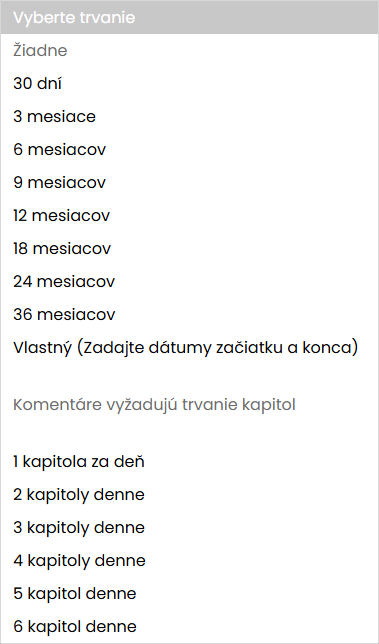 Vyberte trvanie
Žiadne
30 dní
3 mesiace
6 mesiacov
9 mesiacov
12 mesiacov
18 mesiacov
24 mesiacov
36 mesiacov
Vlastný (Zadajte dátumy začiatku a konca)
Komentáre vyžadujú trvanie kapitol
1 kapitola za deň
2 kapitoly denne
3 kapitoly denne
4 kapitoly denne
5 kapitol denne
6 kapitol denne